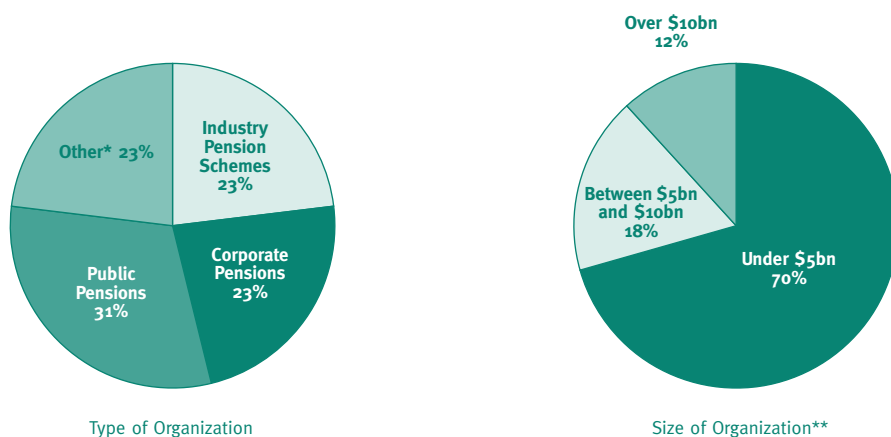 Other* 23%
Industry
Pension
Schemes
23%
Public
Pensions
31%
Corporate
Pensions
23%
Type of Organization
Over $10bn
12%
Between $5bn
and $10bn
18%
Under $5bn
70%
Size of Organization**